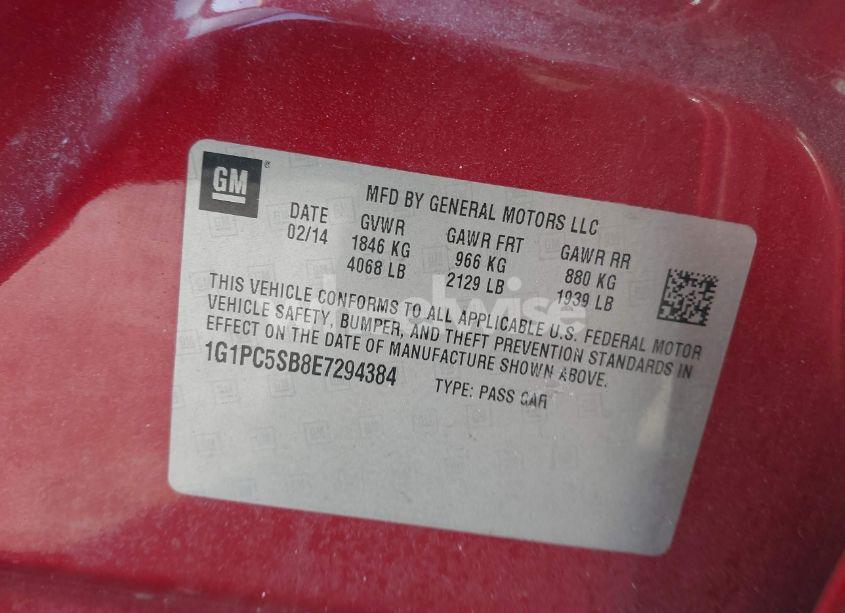 GM
MFD BY GENERAL MOTORS LLC
DATE GVWR GAWR FRT GAWR RR
02/14 1846 KG 966 KG 880 KG
4068 LB 2129 LB 1939 LB
THIS VEHICLE CONFORMS TO ALL APPLICABLE U.S. FEDERAL MOTOR
VEHICLE SAFETY, BUMPER, AND THEFT PREVENTION STANDARDS IN
EFFECT ON THE DATE OF MANUFACTURE SHOWN ABOVE.
1G1PC5SB8E7294384 TYPE: PASS CAR